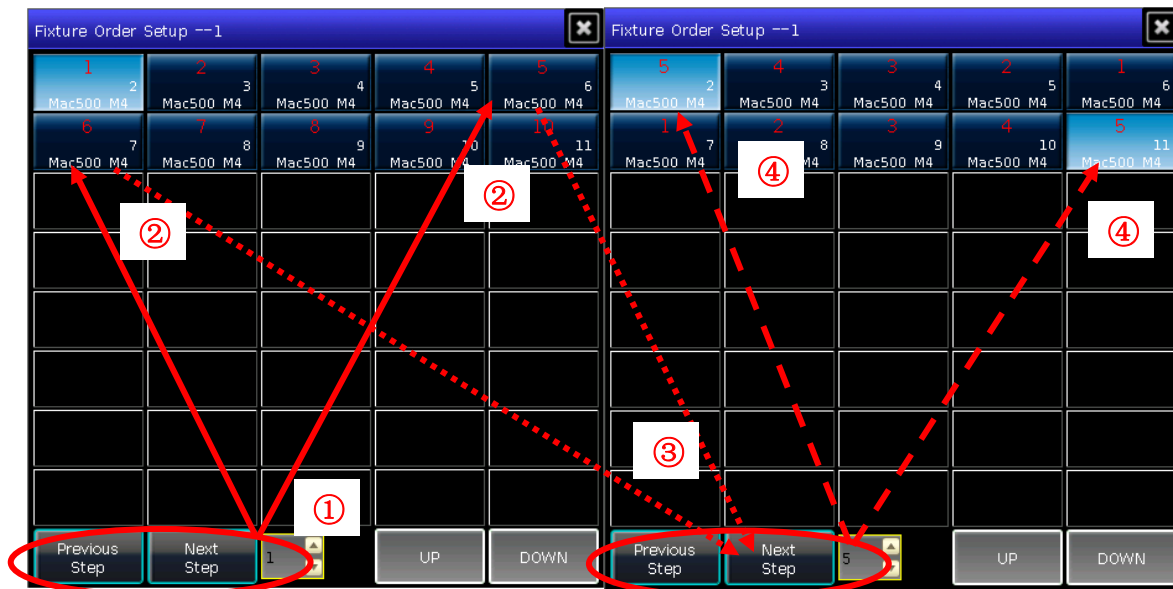 Fixture Order Setup --1
1 2 3 4 5
2 3 4 5 6
Mac500 M4 Mac500 M4 Mac500 M4 Mac500 M4 Mac500 M4
6 7 8 9 10
7 8 9 10 11
Mac500 M4 Mac500 M4 Mac500 M4 Mac500 M4 Mac500 M4
②
②
①
Previous Step
Next Step
1
UP
DOWN
Fixture Order Setup --1
5 4 3 2 1
2 3 4 5 6
Mac500 M4 Mac500 M4 Mac500 M4 Mac500 M4 Mac500 M4
1 2 3 4 5
7 8 9 10 11
Mac500 M4 Mac500 M4 Mac500 M4 Mac500 M4 Mac500 M4
④
④
③
Previous Step
Next Step
5
UP
DOWN